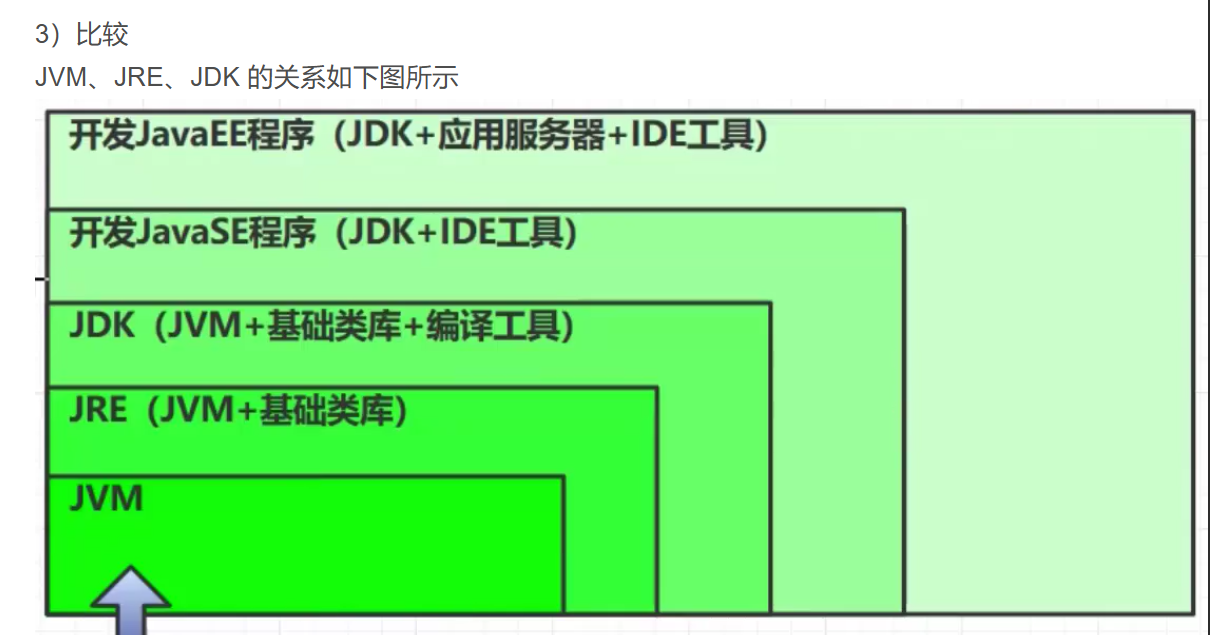 3）比较
JVM、JRE、JDK 的关系如下图所示
开发JavaEE程序（JDK+应用服务器+IDE工具）
开发JavaSE程序（JDK+IDE工具）
JDK（JVM+基础类库+编译工具）
JRE（JVM+基础类库）
JVM